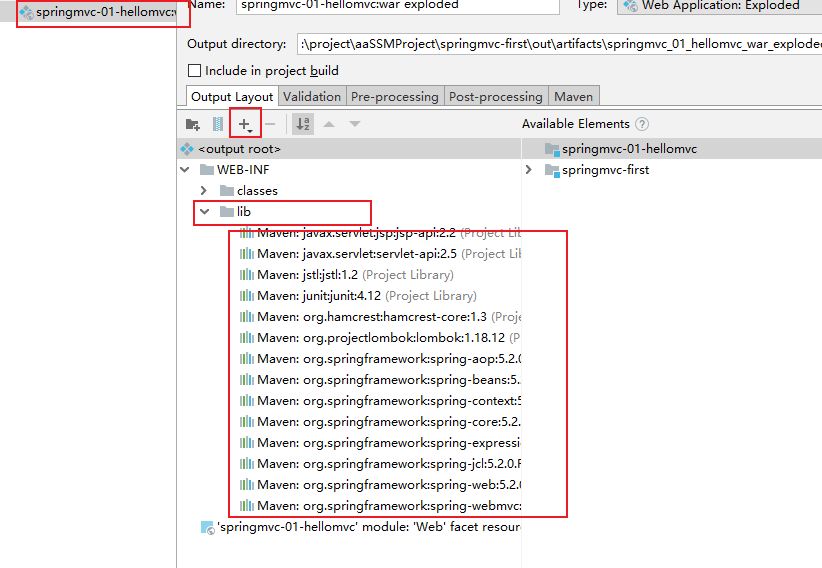 springmvc-01-hellomvc:
Name: springmvc-01-hellomvc:war exploded Type: Web Application: Exploded
Output directory: :\project\aaSSMProject\springmvc-first\out\artifacts\springmvc_01_hellomvc_war_exploded
Include in project build
Output Layout Validation Pre-processing Post-processing Maven
Available Elements
<output root>
springmvc-01-hellomvc
WEB-INF
springmvc-first
classes
lib
Maven: javax.servlet.jsp:jsp-api:2.2 (Project Lib
Maven: javax.servlet:servlet-api:2.5 (Project Lib
Maven: jstl:jstl:1.2 (Project Library)
Maven: junit:junit:4.12 (Project Library)
Maven: org.hamcrest:hamcrest-core:1.3 (Proje
Maven: org.projectlombok:lombok:1.18.12 (P
Maven: org.springframework:spring-aop:5.2.0
Maven: org.springframework:spring-beans:5.
Maven: org.springframework:spring-context:5
Maven: org.springframework:spring-core:5.2.
Maven: org.springframework:spring-expressi
Maven: org.springframework:spring-jcl:5.2.0.F
Maven: org.springframework:spring-web:5.2.0
Maven: org.springframework:spring-webmvc:
'springmvc-01-hellomvc' module: 'Web' facet resour